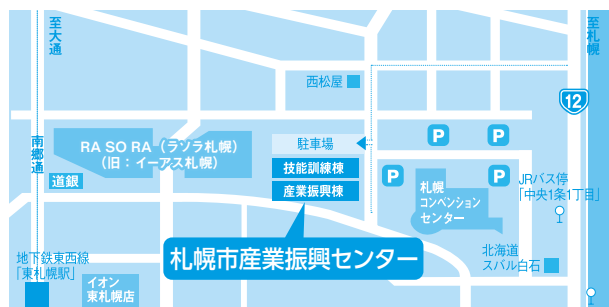 至大通
至札幌
西松屋
12
南郷通
RA SO RA（ラソラ札幌）
（旧：イーアス札幌）
道銀
駐車場
技能訓練棟
産業振興棟
P
P
P
P
札幌
コンベンション
センター
JRバス停
「中央1条1丁目」
地下鉄東西線
「東札幌駅」
イオン
東札幌店
札幌市産業振興センター
北海道
スバル白石